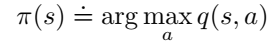 π(s) ≐ arg max_a q(s, a)